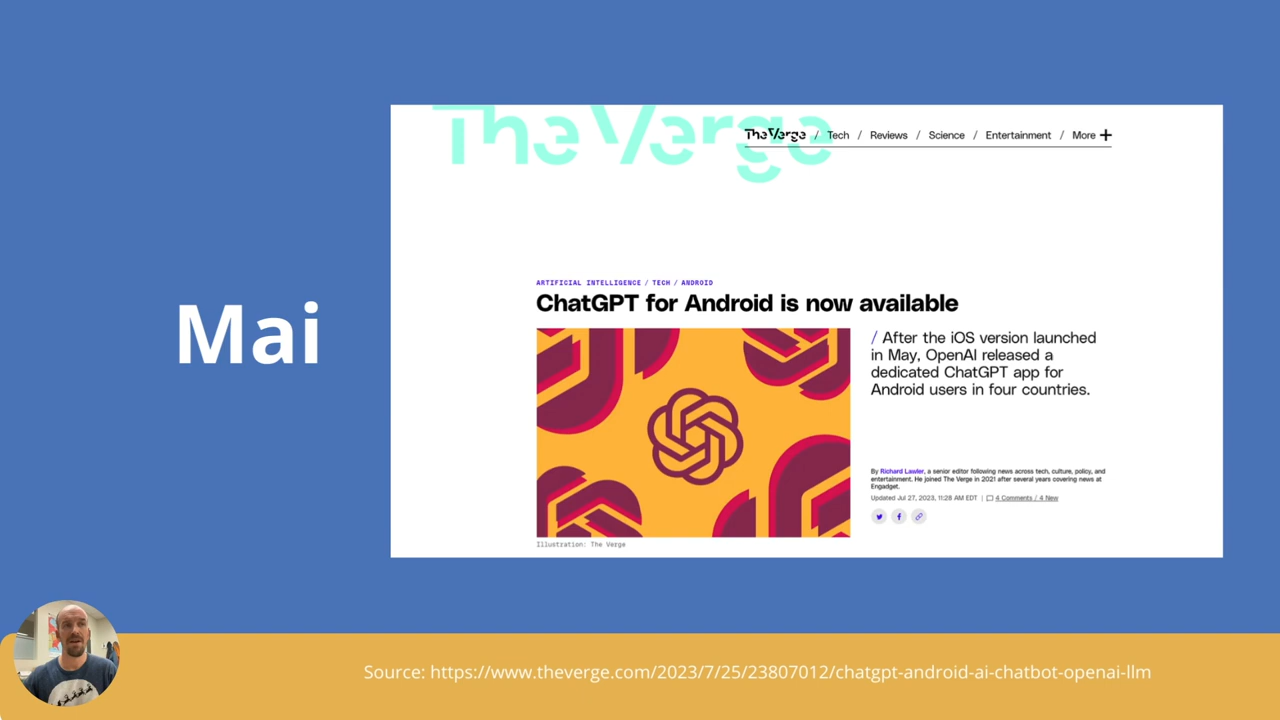 Mai
The Verge
TheVerge / Tech / Reviews / Science / Entertainment / More +
ARTIFICIAL INTELLIGENCE / TECH / ANDROID
ChatGPT for Android is now available
/ After the iOS version launched
in May, OpenAI released a
dedicated ChatGPT app for
Android users in four countries.
By Richard Lawler, a senior editor following news across tech, culture, policy, and
entertainment. He joined The Verge in 2021 after several years covering news at
Engadget.
Updated Jul 27, 2023, 11:28 AM EDT | 4 Comments / 4 New
Illustration: The Verge
Source: https://www.theverge.com/2023/7/25/23807012/chatgpt-android-ai-chatbot-openai-llm